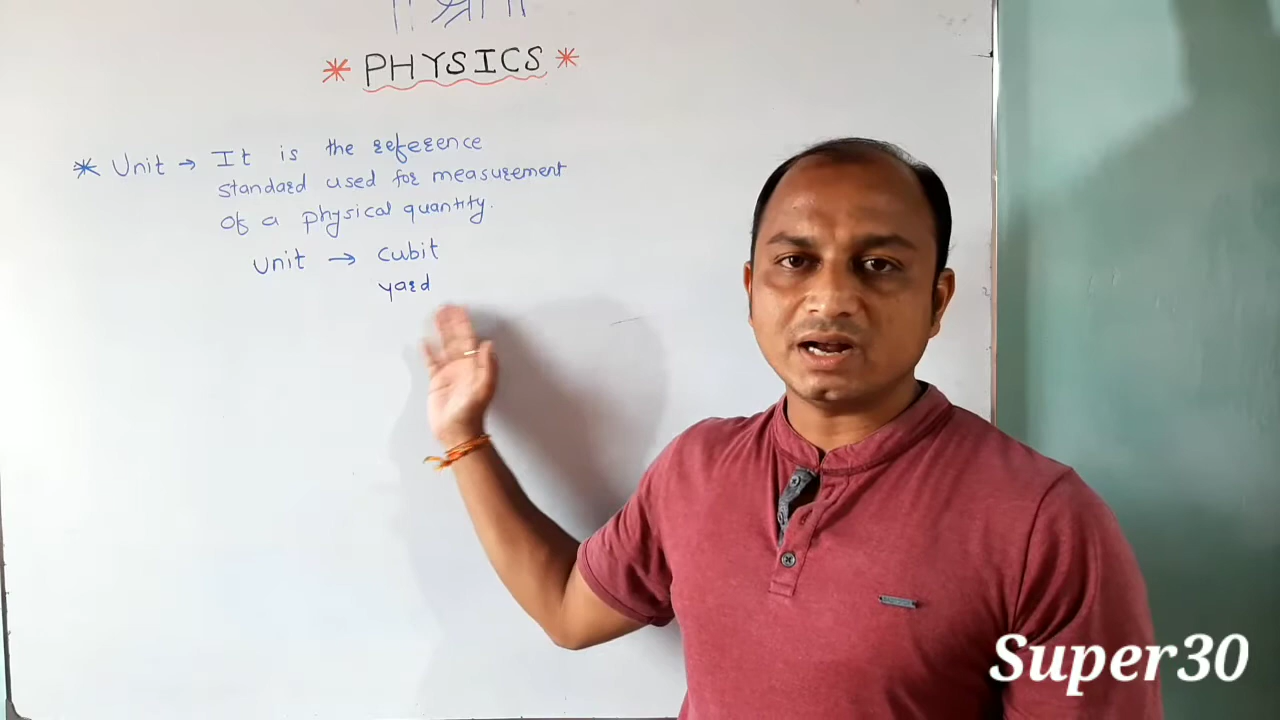 * PHYSICS *
* Unit → It is the reference
standard used for measurement
of a physical quantity.
unit → cubit
yard
Super30